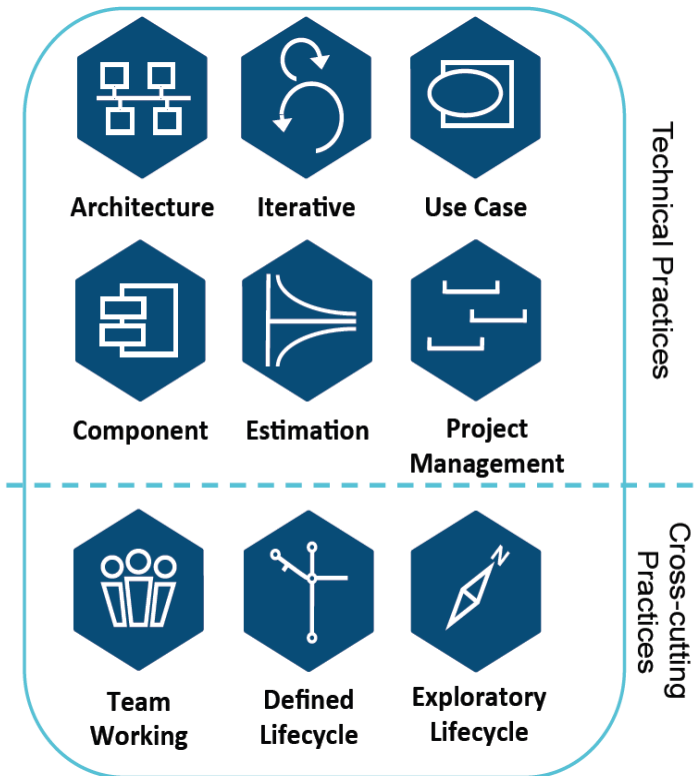 Architecture
Iterative
Use Case
Component
Estimation
Project
Management
Technical Practices
N
Team
Working
Defined
Lifecycle
Exploratory
Lifecycle
Cross-cutting
Practices